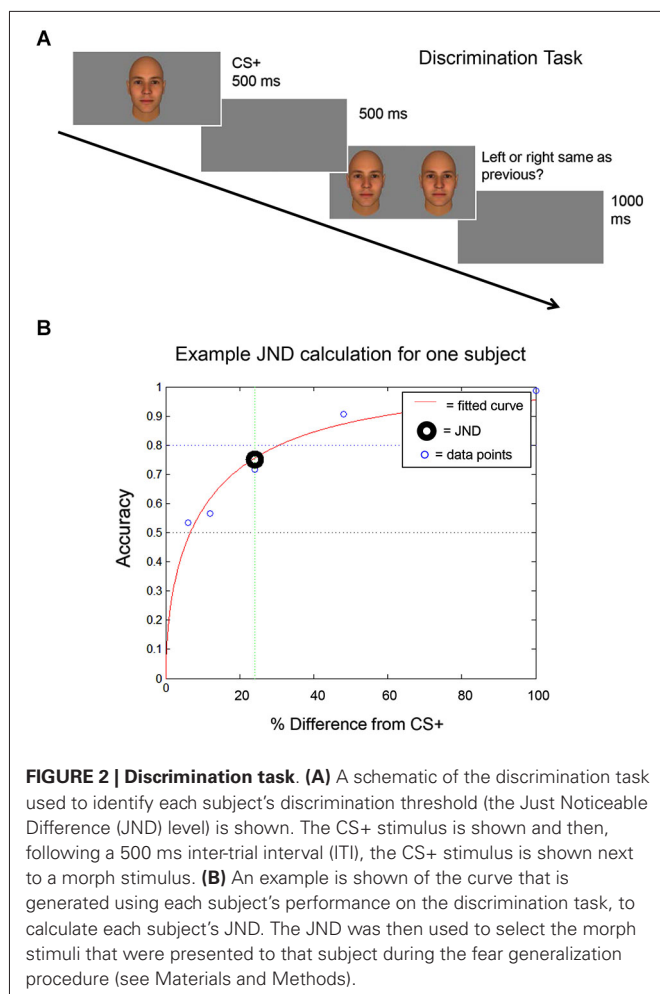 A
CS+
500 ms
Discrimination Task
500 ms
Left or right same as
previous?
1000
ms
B
Example JND calculation for one subject
1
0.9
0.8
0.7
0.6
0.5
0.4
0.3
0.2
0.1
0
Accuracy
= fitted curve
= JND
= data points
0
20
40
60
80
100
% Difference from CS+
FIGURE 2 | Discrimination task. (A) A schematic of the discrimination task
used to identify each subject's discrimination threshold (the Just Noticeable
Difference (JND) level) is shown. The CS+ stimulus is shown and then,
following a 500 ms inter-trial interval (ITI), the CS+ stimulus is shown next
to a morph stimulus. (B) An example is shown of the curve that is
generated using each subject's performance on the discrimination task, to
calculate each subject's JND. The JND was then used to select the morph
stimuli that were presented to that subject during the fear generalization
procedure (see Materials and Methods).